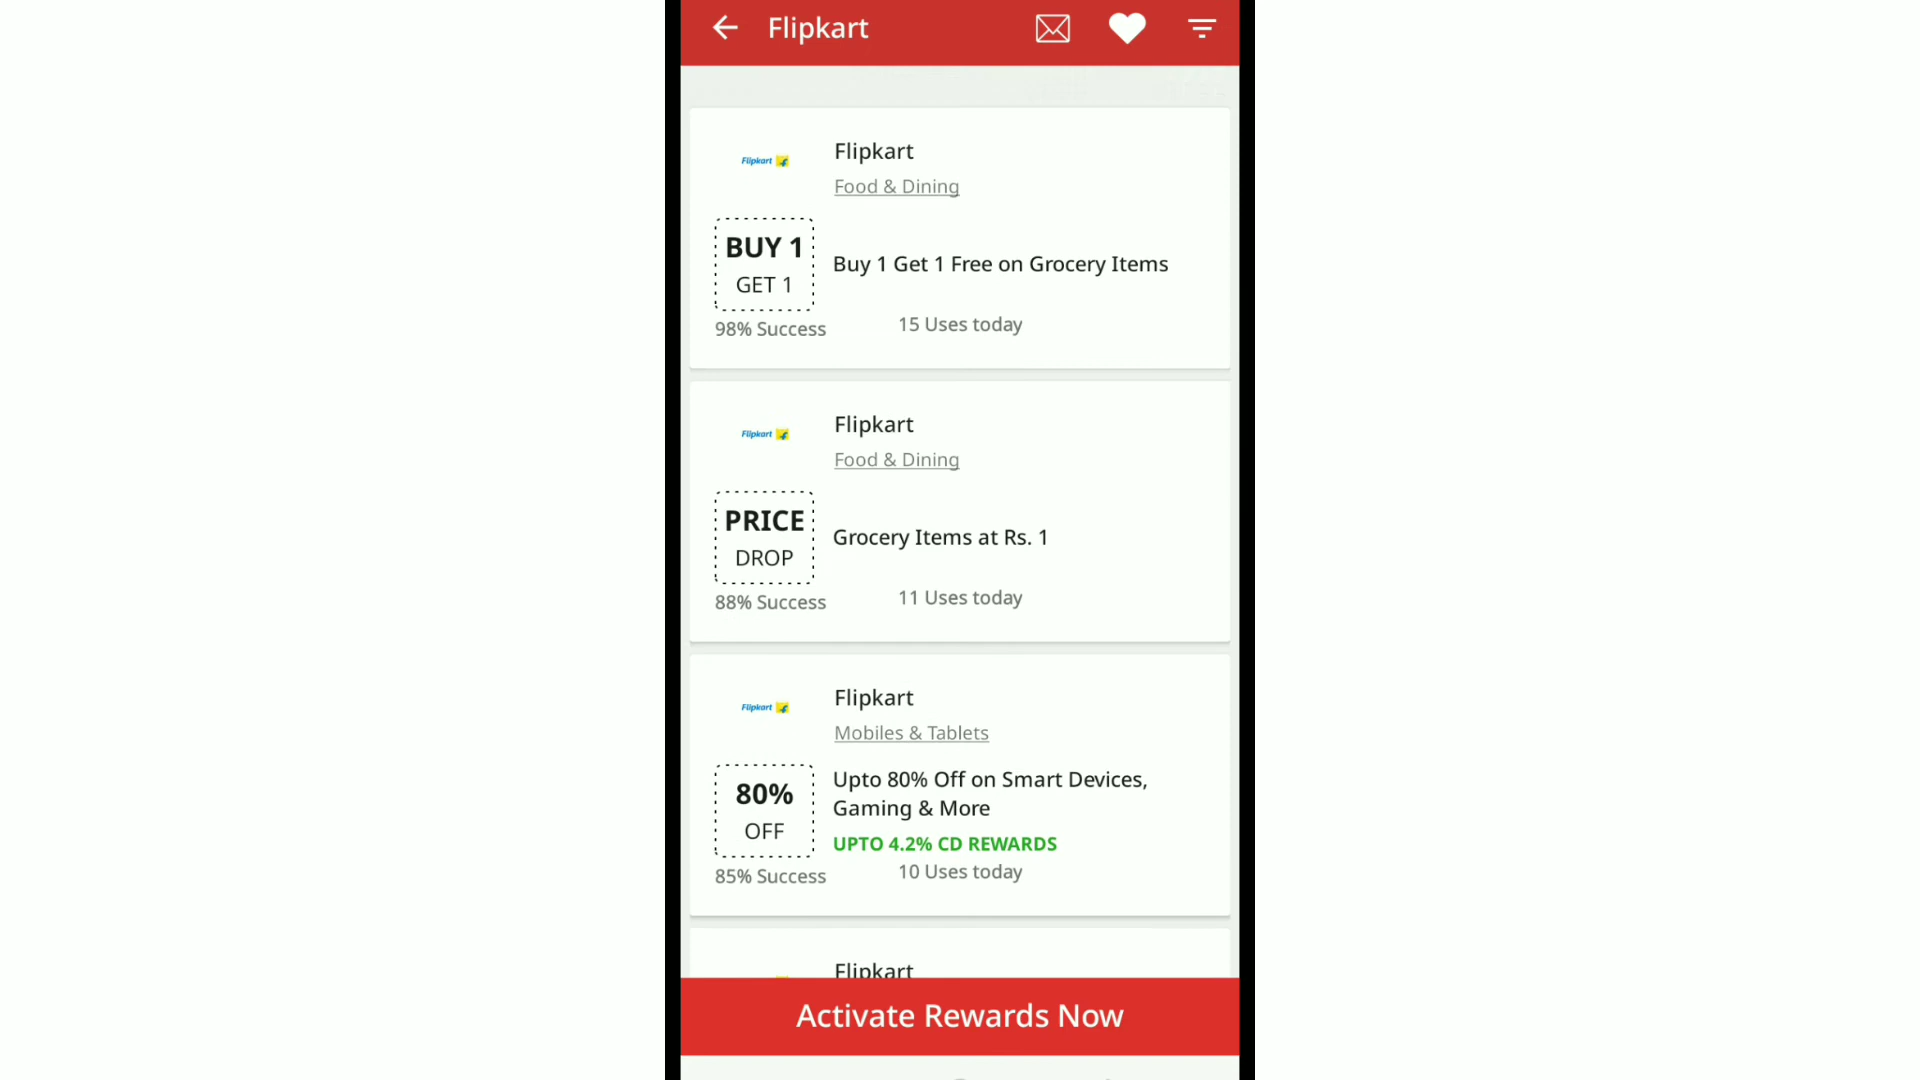 Flipkart
Flipkart
Flipkart
Food & Dining
BUY 1
GET 1
Buy 1 Get 1 Free on Grocery Items
98% Success
15 Uses today
Flipkart
Flipkart
Food & Dining
PRICE
DROP
Grocery Items at Rs. 1
88% Success
11 Uses today
Flipkart
Flipkart
Mobiles & Tablets
80%
OFF
Upto 80% Off on Smart Devices,
Gaming & More
UPTO 4.2% CD REWARDS
85% Success
10 Uses today
Flipkart
Activate Rewards Now